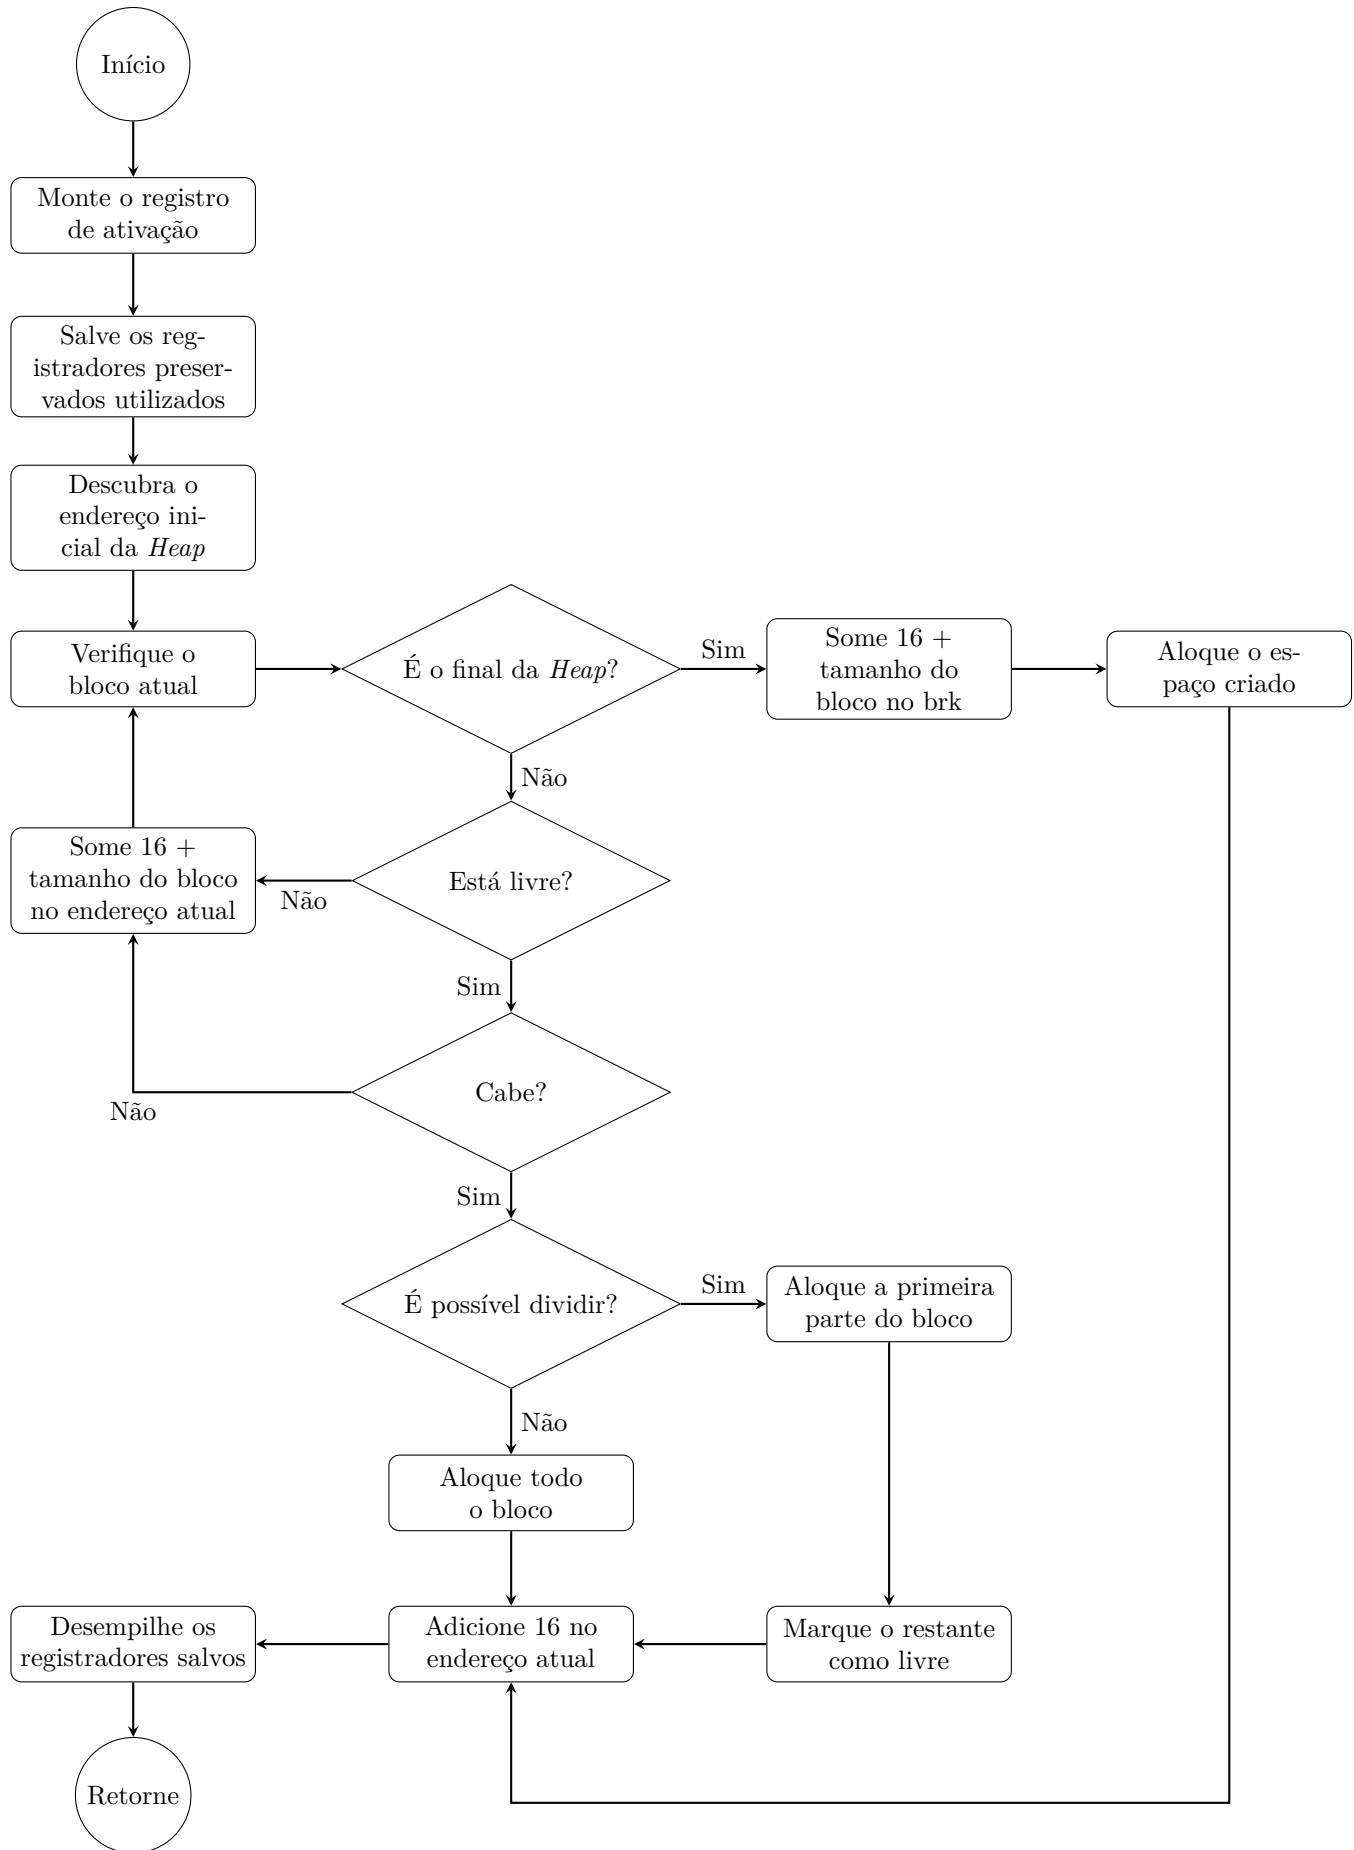 Início
Monte o registro
de ativação
Salve os reg-
istradores preser-
vados utilizados
Descubra o
endereço ini-
cial da Heap
Verifique o
bloco atual
É o final da Heap?
Sim
Some 16 +
tamanho do
bloco no brk
Aloque o es-
paço criado
Não
Some 16 +
tamanho do bloco
no endereço atual
Não
Está livre?
Sim
Cabe?
Não
Sim
É possível dividir?
Sim
Aloque a primeira
parte do bloco
Não
Aloque todo
o bloco
Desempilhe os
registradores salvos
Adicione 16 no
endereço atual
Marque o restante
como livre
Retorne